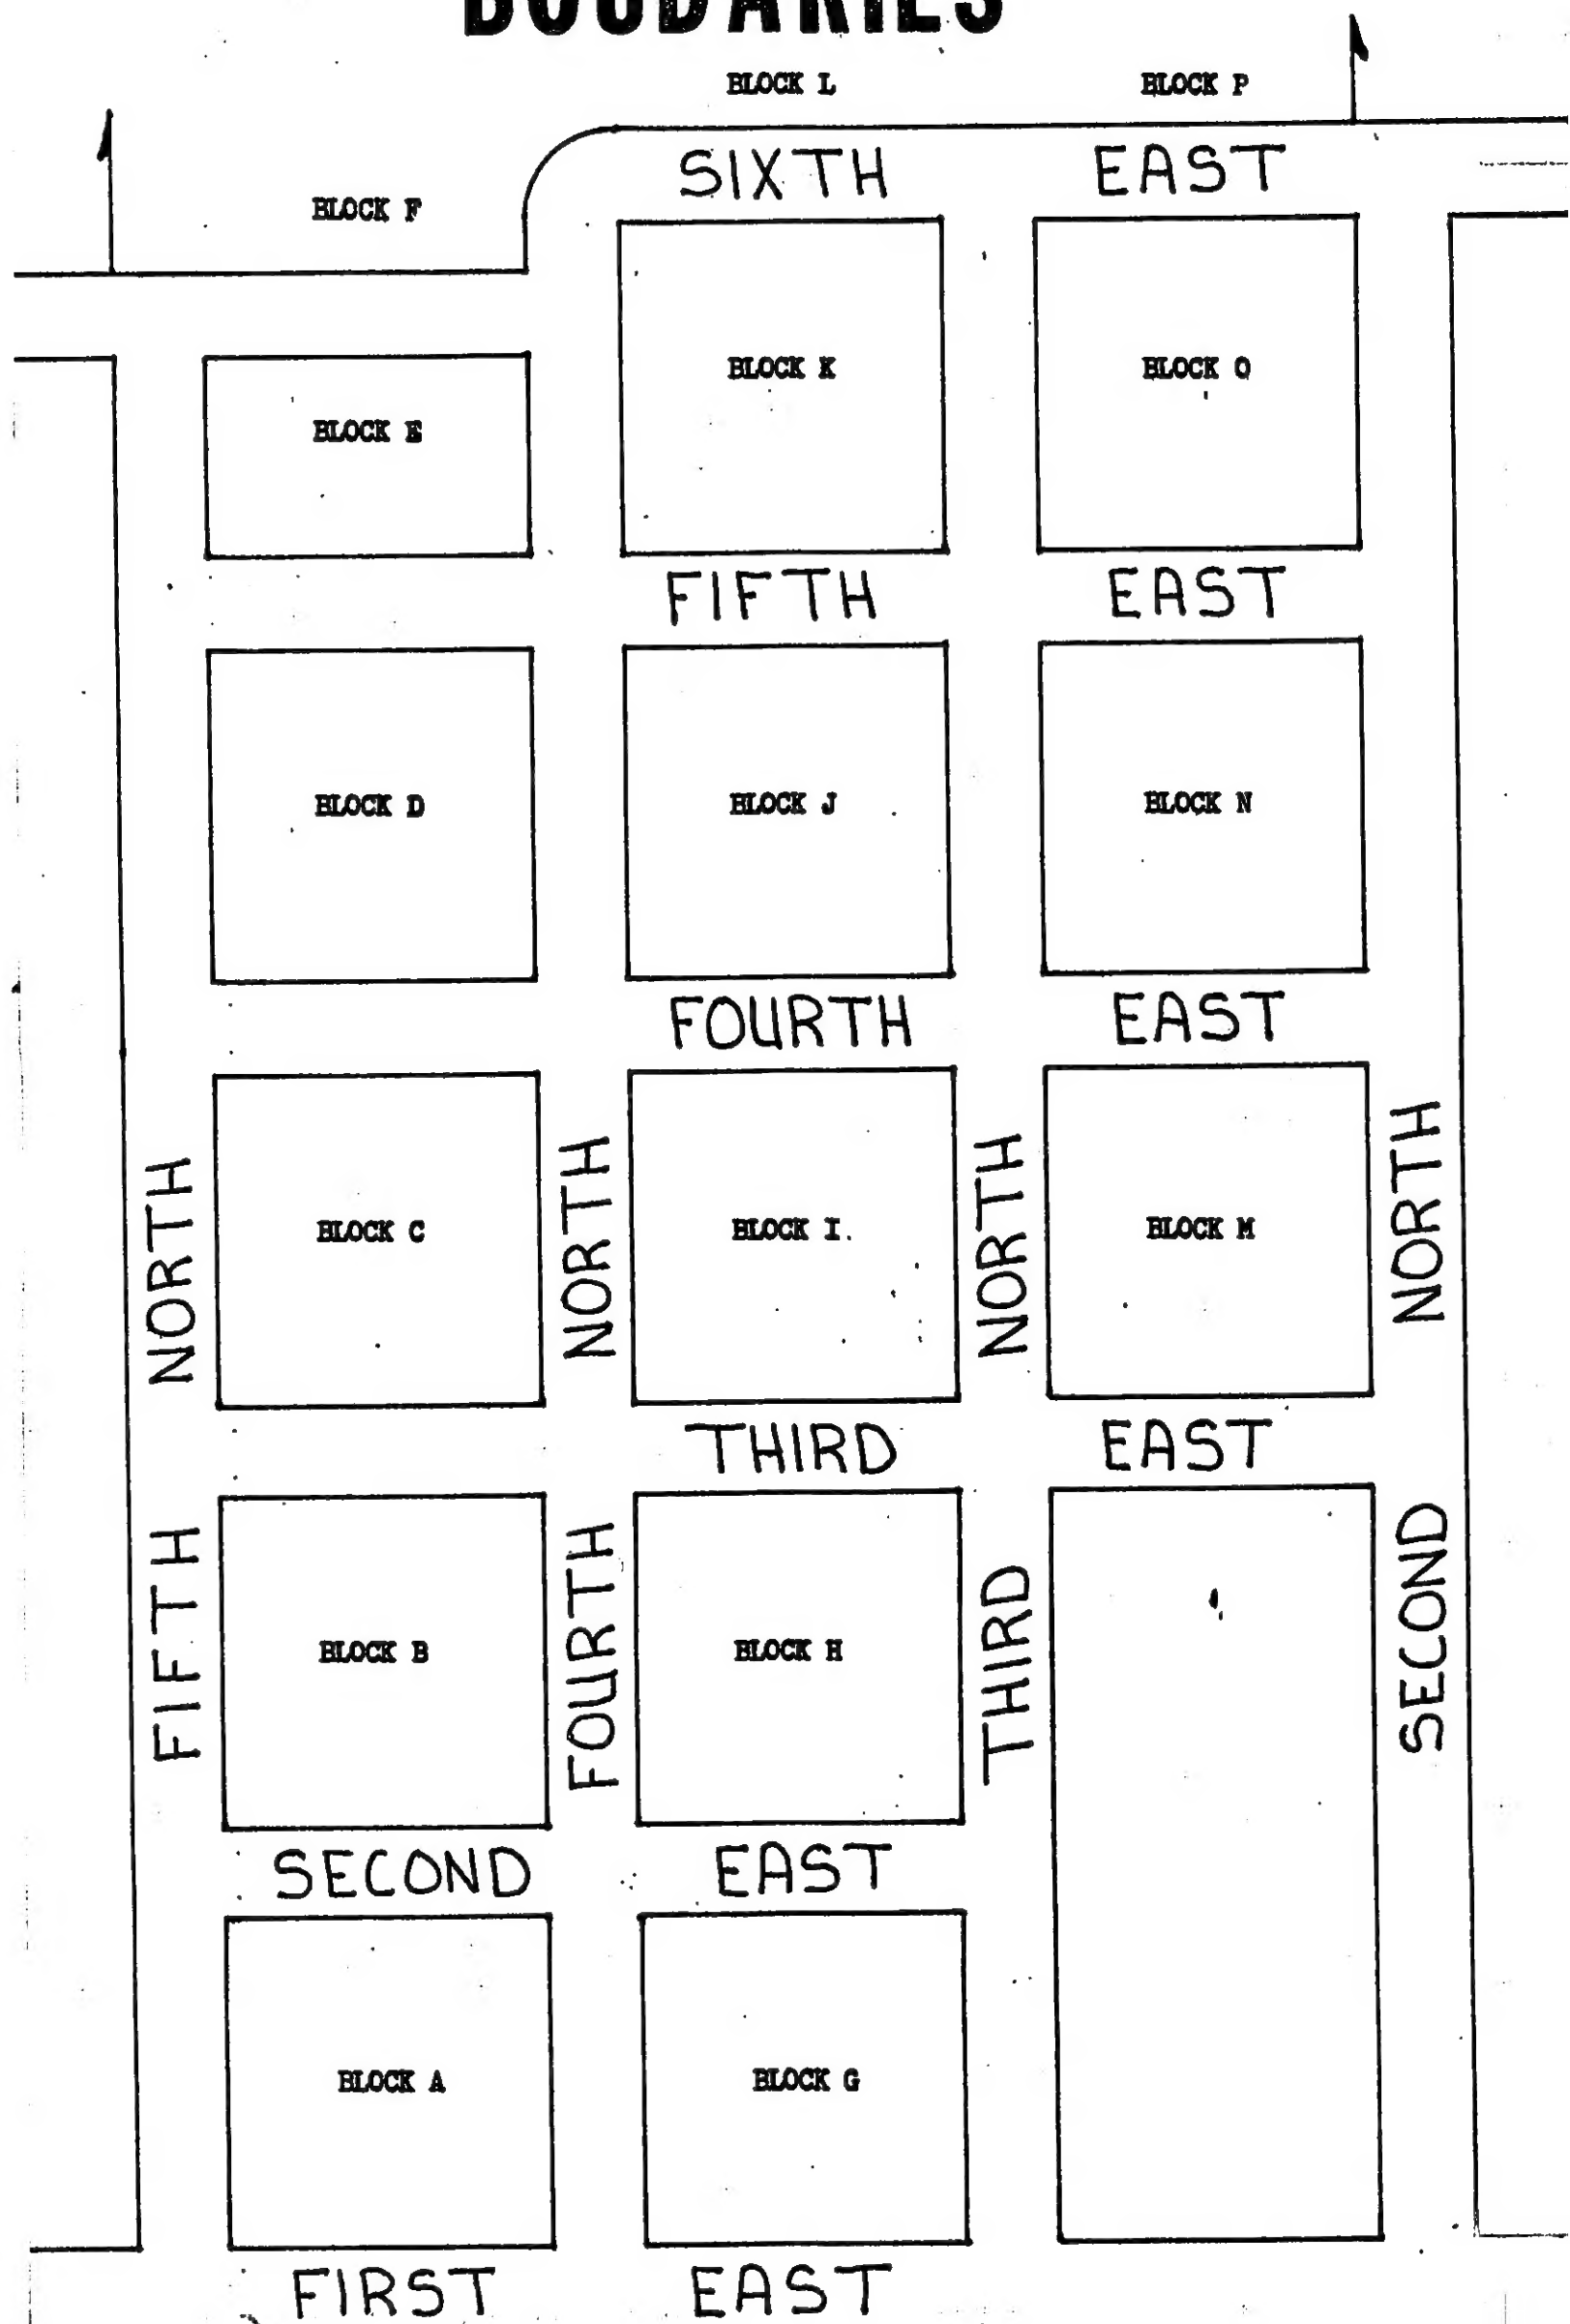 BOUDARIES
BLOCK L BLOCK P
SIXTH EAST
BLOCK F
BLOCK K BLOCK O
BLOCK E
FIFTH EAST
BLOCK D BLOCK J BLOCK N
FOURTH EAST
BLOCK C BLOCK I BLOCK M
FIFTH NORTH
FOURTH NORTH
THIRD NORTH
SECOND NORTH
THIRD EAST
BLOCK B BLOCK H
SECOND EAST
BLOCK A BLOCK G
FIRST EAST